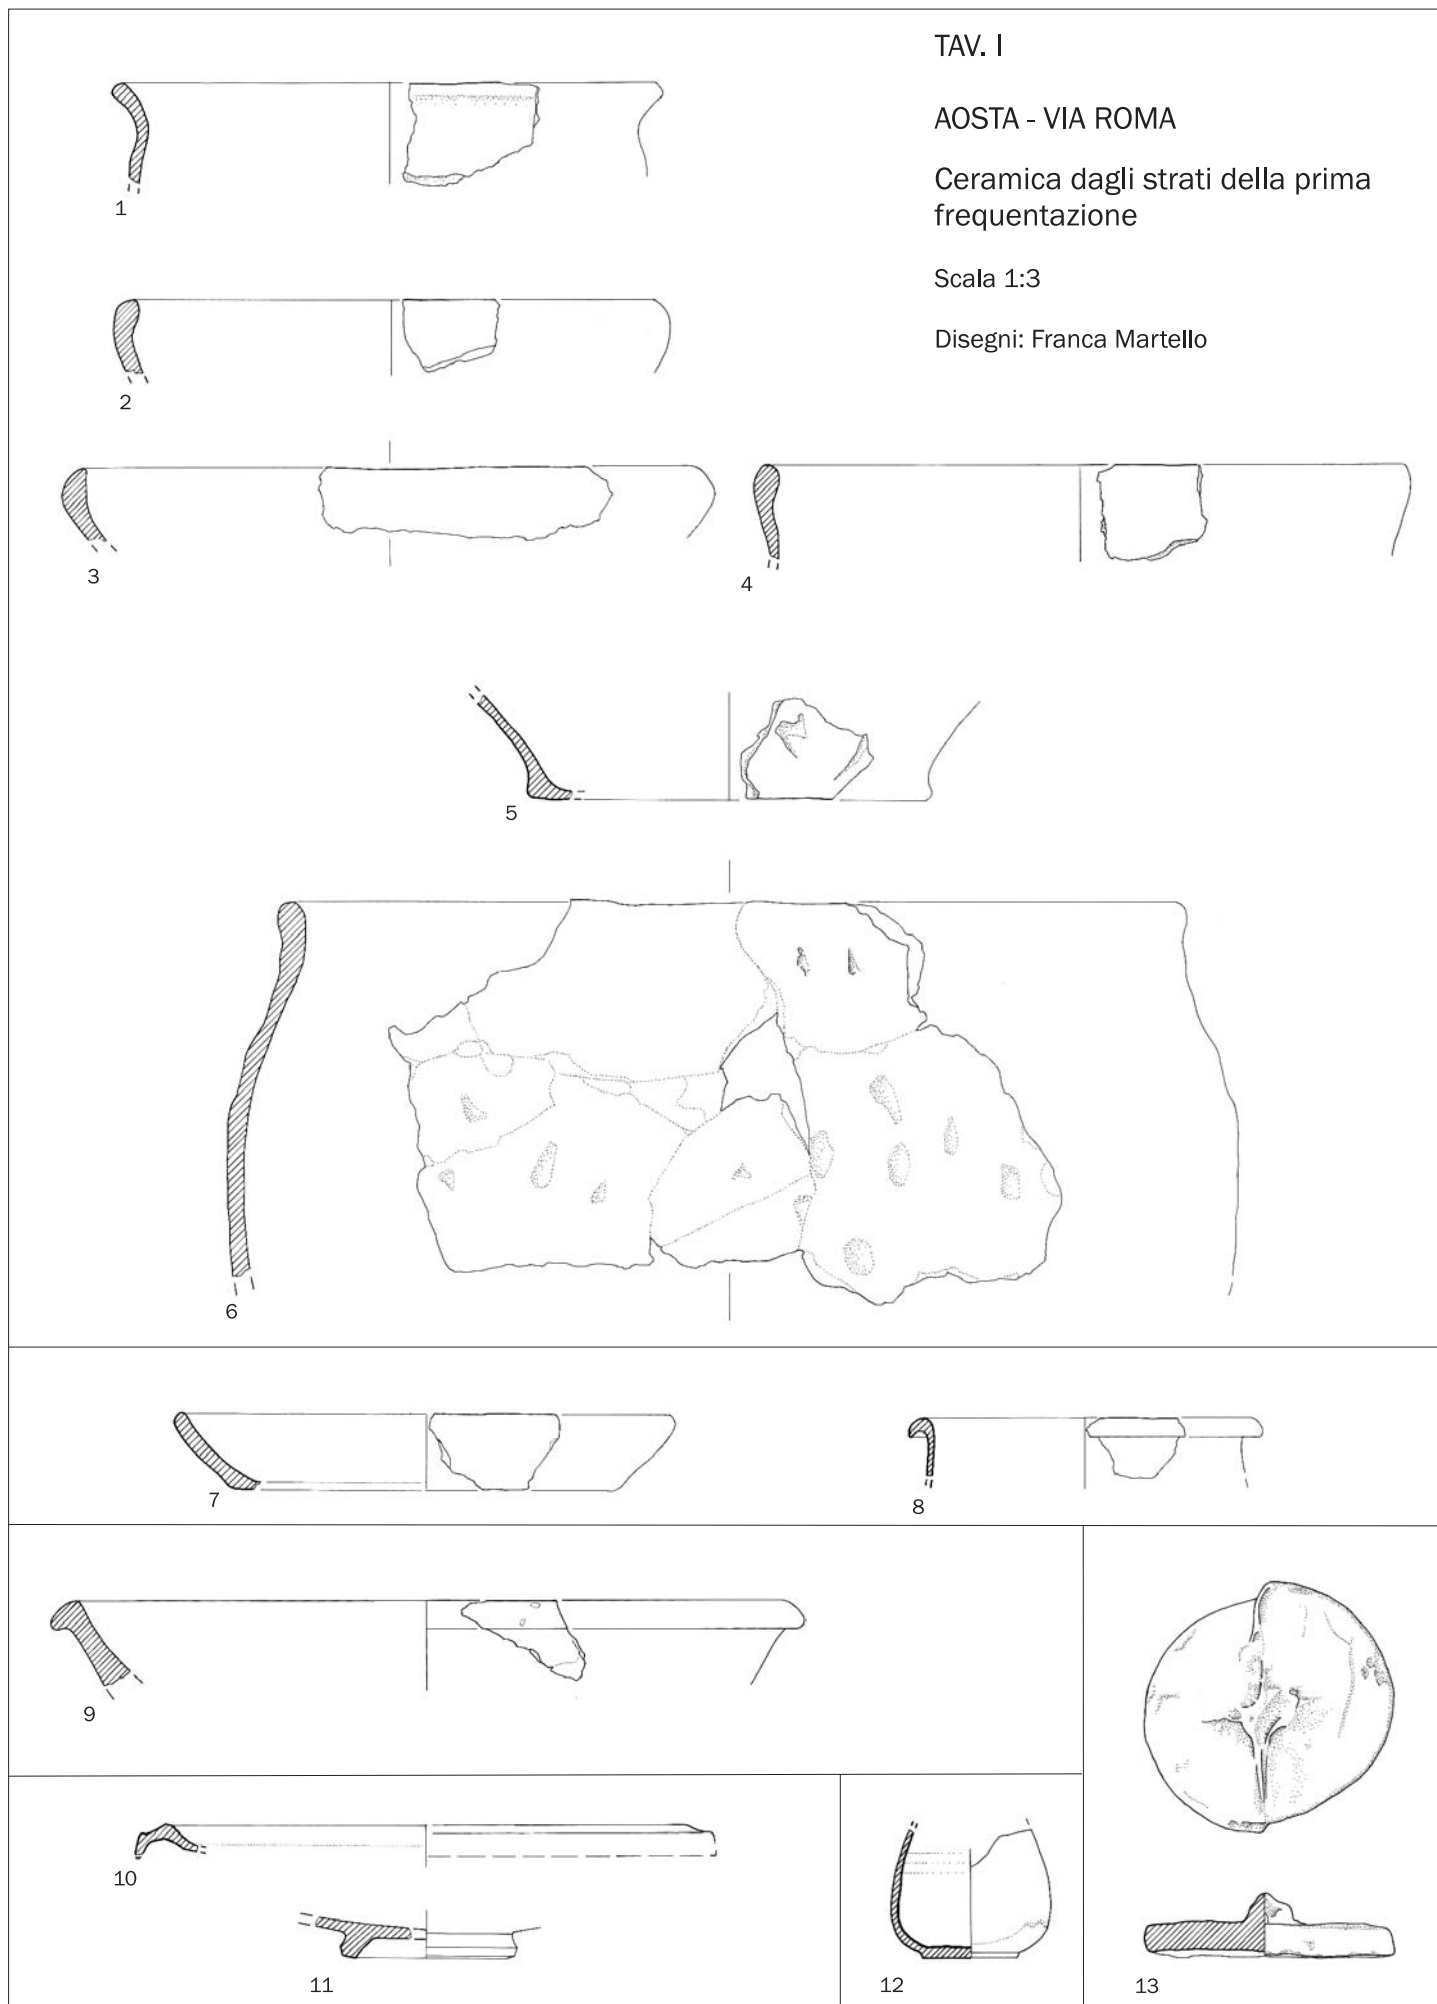 TAV. I
AOSTA - VIA ROMA
Ceramica dagli strati della prima
frequentazione
Scala 1:3
Disegni: Franca Martello
1
2
3
4
5
6
7
8
9
10
11
12
13